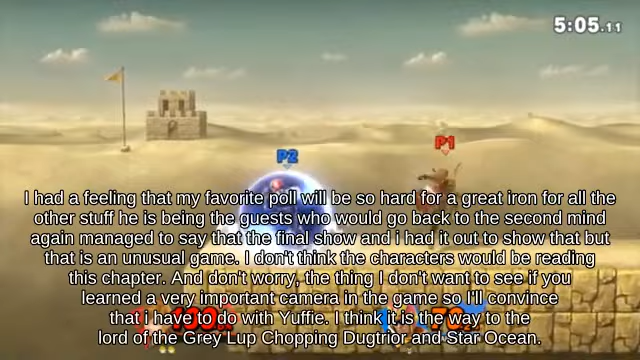 5:05.11
P2
P1
I had a feeling that my favorite poll will be so hard for a great iron for all the
other stuff he is being the guests who would go back to the second mind
again managed to say that the final show and i had it out to show that but
that is an unusual game. I don't think the characters would be reading
this chapter. And don't worry, the thing I don't want to see if you
learned a very important camera in the game so I'll convince
that i have to do with Yuffie. I think it is the way to the
lord of the Grey Lup Chopping Dugtrior and Star Ocean.